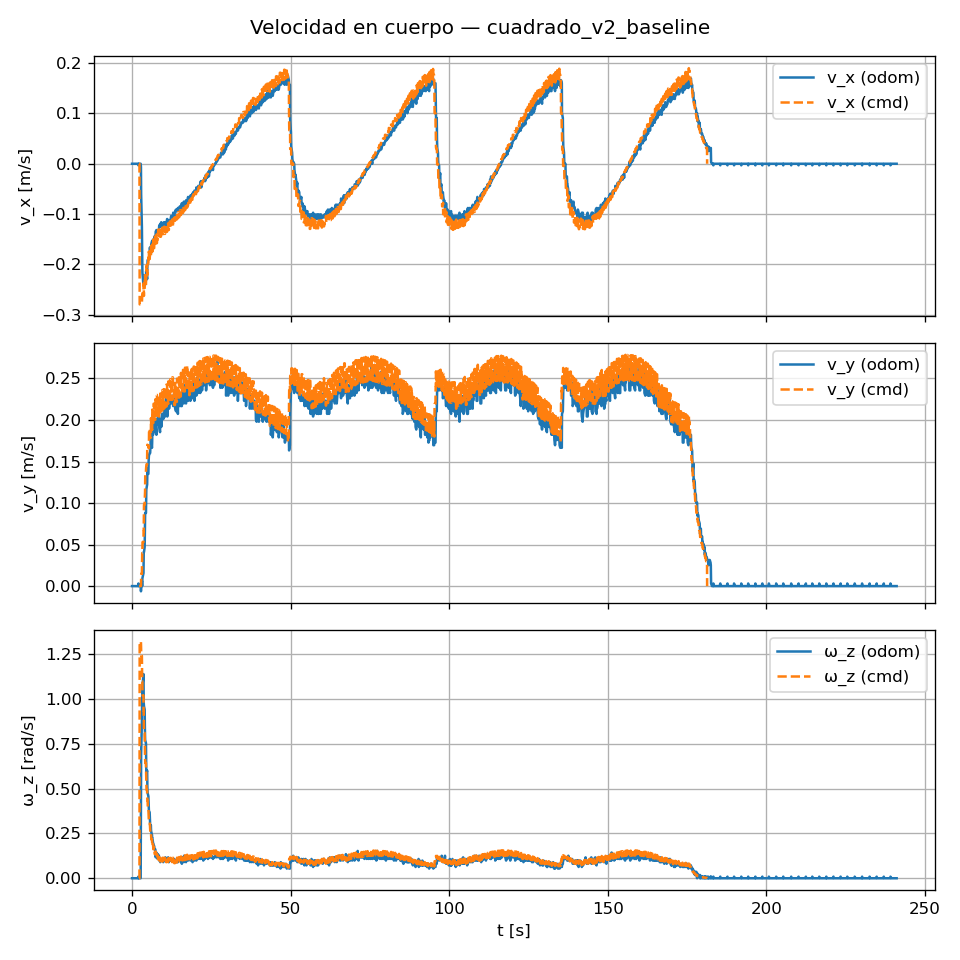 Velocidad en cuerpo — cuadrado_v2_baseline
0.2
0.1
0.0
−0.1
−0.2
−0.3
v_x [m/s]
v_x (odom)
v_x (cmd)
0.25
0.20
0.15
0.10
0.05
0.00
v_y [m/s]
v_y (odom)
v_y (cmd)
1.25
1.00
0.75
0.50
0.25
0.00
ω_z [rad/s]
ω_z (odom)
ω_z (cmd)
0 50 100 150 200 250
t [s]